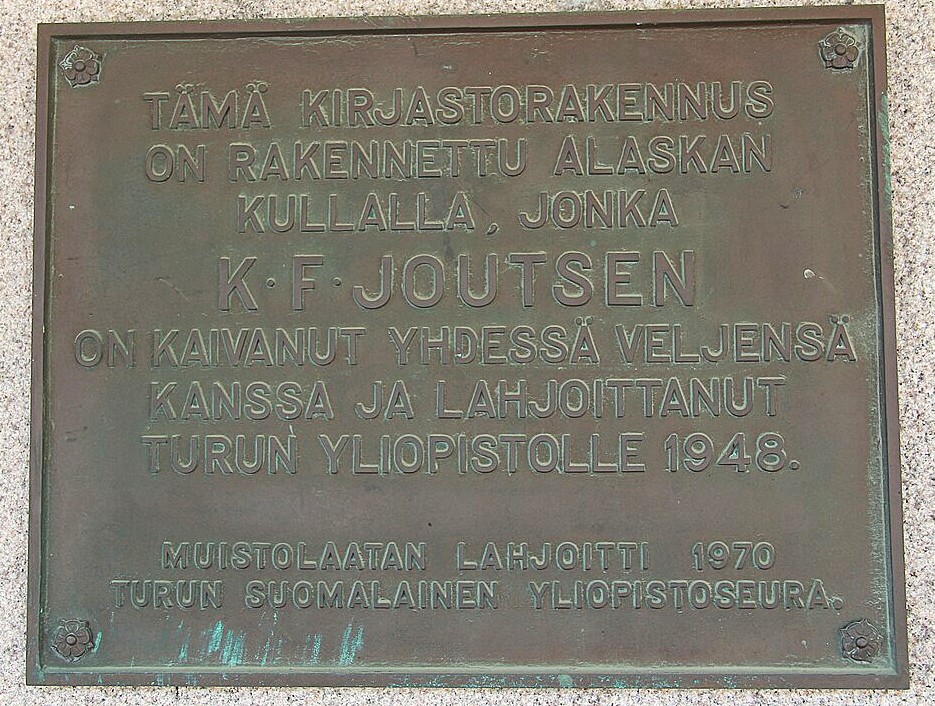 TÄMÄ KIRJASTORAKENNUS
ON RAKENNETTU ALASKAN
KULLALLA, JONKA
K·F·JOUTSEN
ON KAIVANUT YHDESSÄ VELJENSÄ
KANSSA JA LAHJOITTANUT
TURUN YLIOPISTOLLE 1948.
MUISTOLAATAN LAHJOITTI 1970
TURUN SUOMALAINEN YLIOPISTOSEURA.